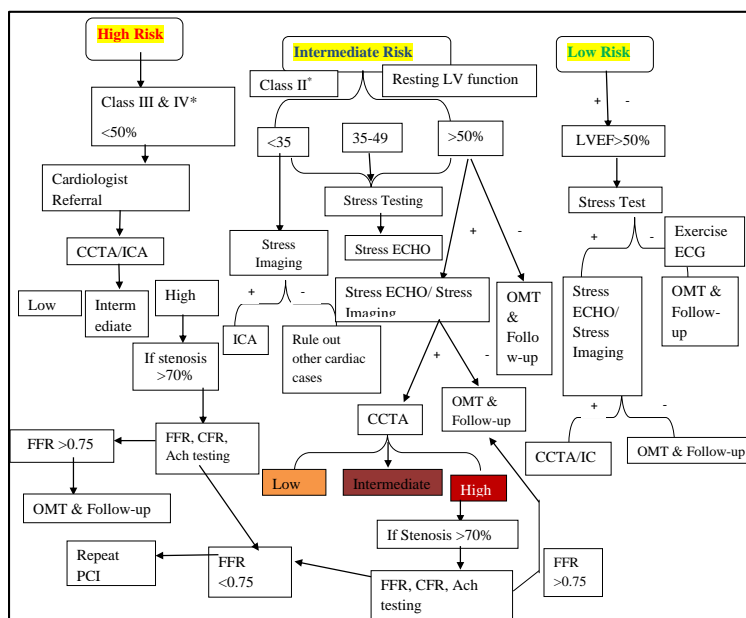 High Risk
Intermediate Risk
Low Risk
Class III & IV*
<50%
Class II*
Resting LV function
+ -
<35
35-49
>50%
LVEF>50%
Cardiologist
Referral
Stress Testing
Stress Test
CCTA/ICA
Stress ECHO
Stress
Imaging
+ -
+ -
Exercise
ECG
Low
Interm
ediate
High
+ -
Stress ECHO/ Stress
Imaging
OMT
&
Follo
w-up
Stress
ECHO/
Stress
Imaging
OMT &
Follow-
up
If stenosis
>70%
ICA
Rule out
other cardiac
cases
+ -
CCTA
OMT &
Follow-up
+ -
FFR >0.75
FFR, CFR,
Ach testing
CCTA/IC
OMT & Follow-up
Low
Intermediate
High
OMT & Follow-up
If Stenosis >70%
Repeat
PCI
FFR
<0.75
FFR, CFR, Ach
testing
FFR
>0.75